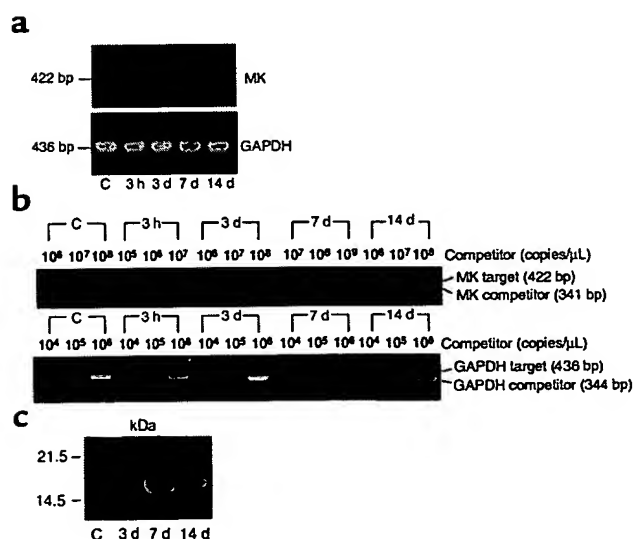 a
422 bp
MK
436 bp
GAPDH
C 3 h 3 d 7 d 14 d
b
C 3 h 3 d 7 d 14 d
10⁶ 10⁷ 10⁸ 10⁵ 10⁶ 10⁷ 10⁶ 10⁷ 10⁸ 10⁷ 10⁸ 10⁹ 10⁶ 10⁷ 10⁸ Competitor (copies/µL)
MK target (422 bp)
MK competitor (341 bp)
C 3 h 3 d 7 d 14 d
10⁴ 10⁵ 10⁶ 10⁴ 10⁵ 10⁶ 10⁴ 10⁵ 10⁶ 10⁴ 10⁵ 10⁶ 10⁴ 10⁵ 10⁶ Competitor (copies/µL)
GAPDH target (438 bp)
GAPDH competitor (344 bp)
c
kDa
21.5
14.5
C 3 d 7 d 14 d